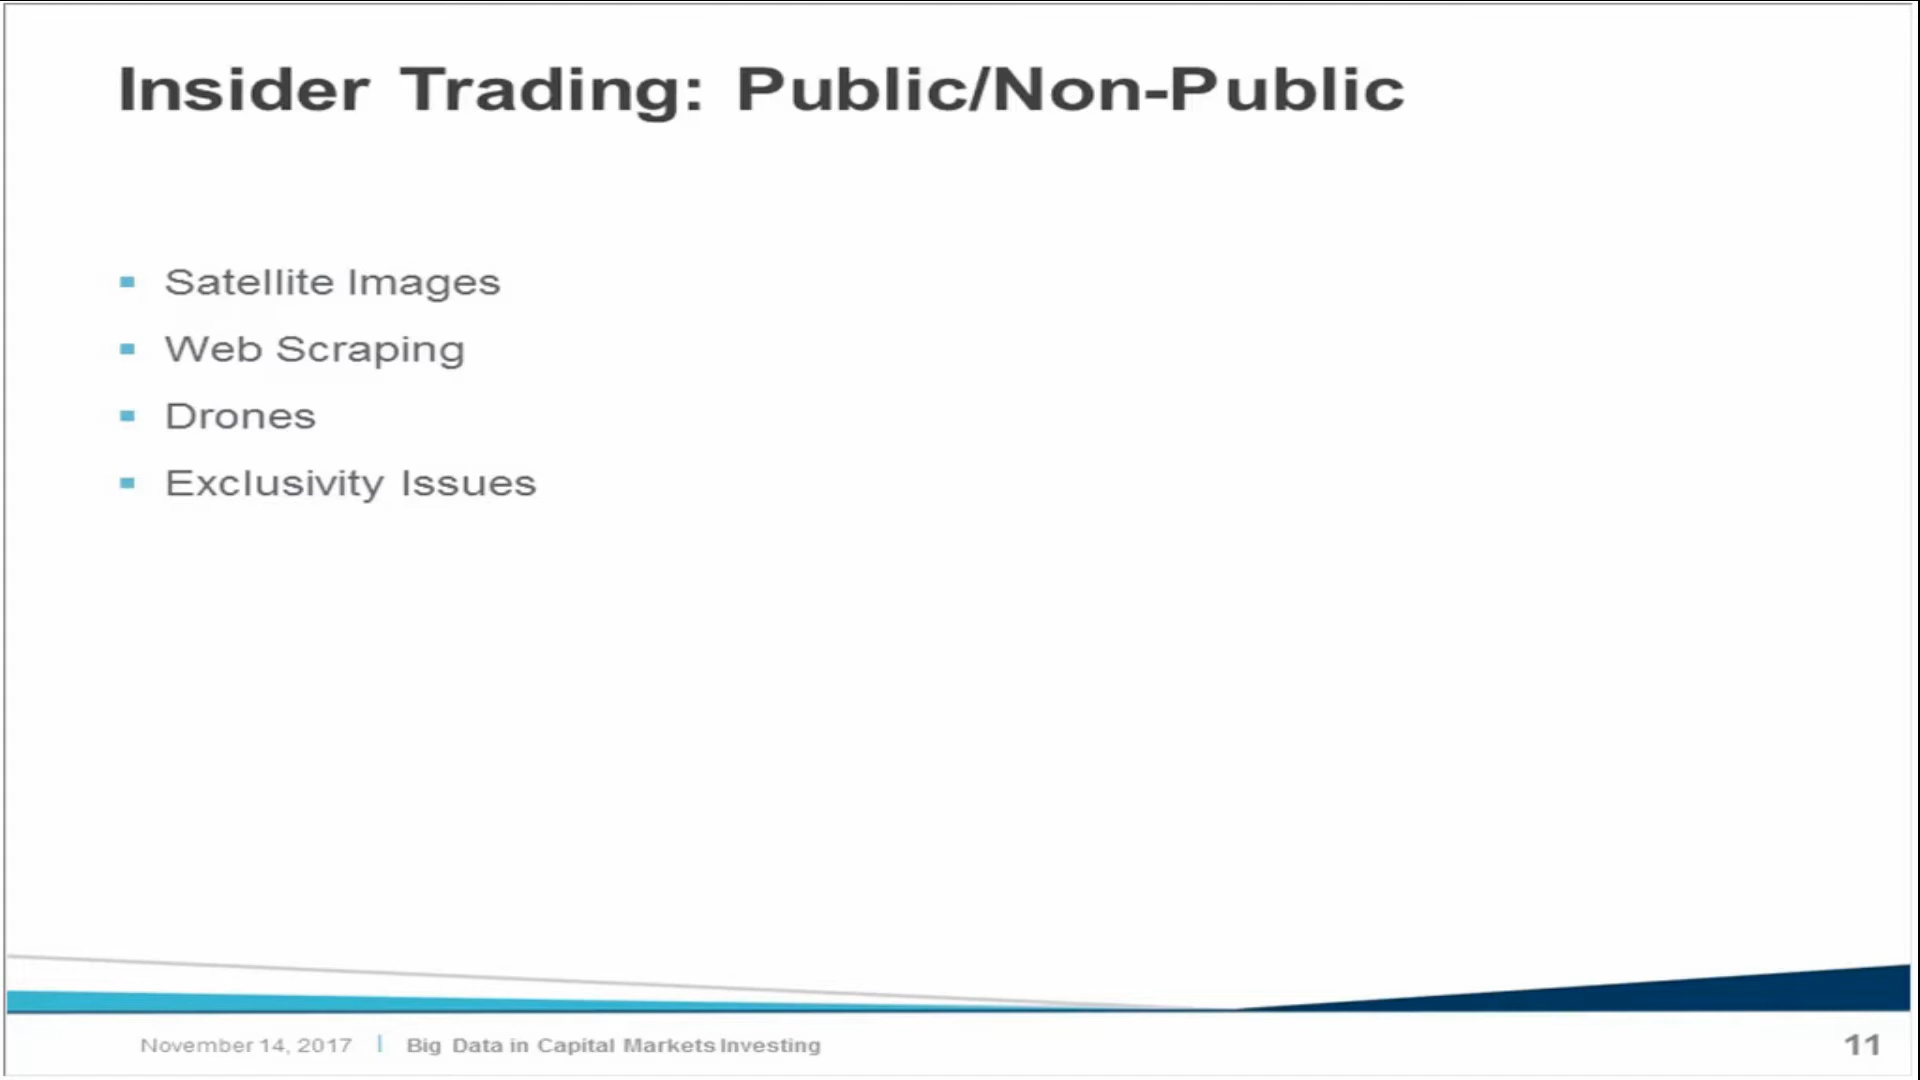 Insider Trading: Public/Non-Public
Satellite Images
Web Scraping
Drones
Exclusivity Issues
November 14, 2017 | Big Data in Capital Markets Investing
11